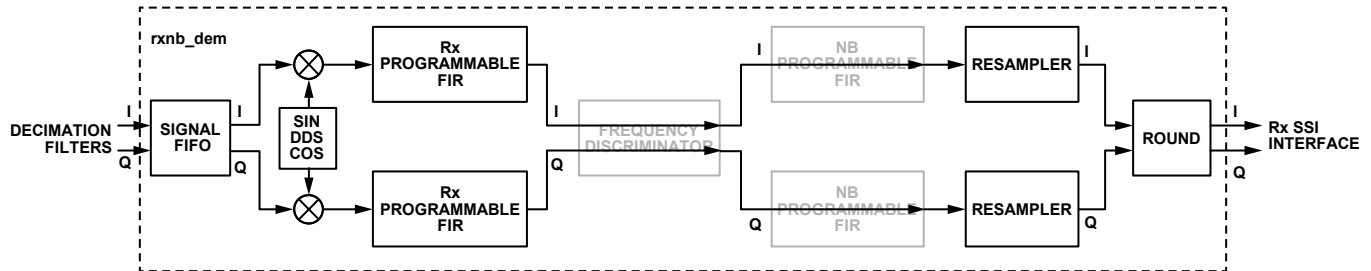 rxnb_dem
DECIMATION
FILTERS
I
Q
SIGNAL
FIFO
I
Q
SIN
DDS
COS
Rx
PROGRAMMABLE
FIR
Rx
PROGRAMMABLE
FIR
I
Q
FREQUENCY
DISCRIMINATOR
I
Q
NB
PROGRAMMABLE
FIR
NB
PROGRAMMABLE
FIR
RESAMPLER
RESAMPLER
I
Q
ROUND
I
Q
Rx SSI
INTERFACE